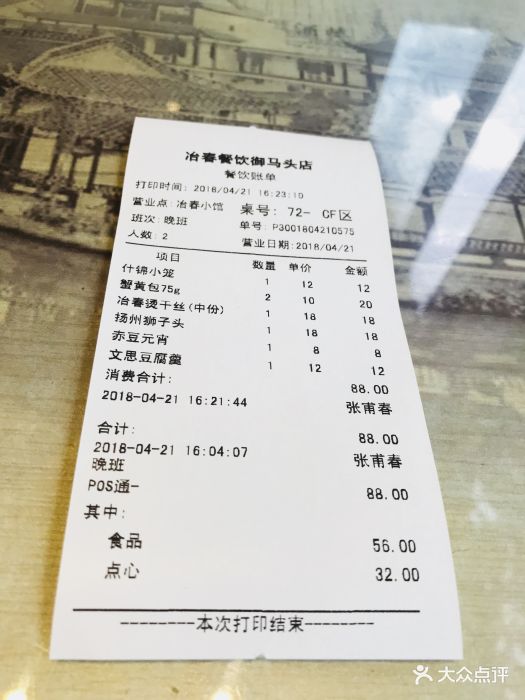 冶春餐饮御马头店
餐饮账单
打印时间: 2018/04/21 16:23:10
营业点: 冶春小馆 桌号: 72- CF区
班次: 晚班 单号: P3001804210575
人数: 2 营业日期: 2018/04/21
项目 数量 单价 金额
什锦小笼 1 12 12
蟹黄包75g 2 10 20
冶春烫干丝(中份) 1 18 18
扬州狮子头 1 18 18
赤豆元宵 1 8 8
文思豆腐羹 1 12 12
消费合计: 88.00
2018-04-21 16:21:44 张甫春
合计: 88.00
2018-04-21 16:04:07 张甫春
晚班
POS通- 88.00
其中:
食品 56.00
点心 32.00
--------本次打印结束--------
大众点评